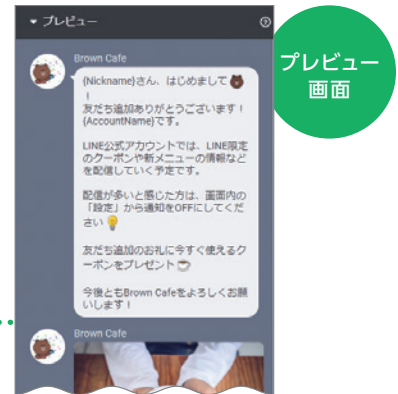 プレビュー
プレビュー
画面
Brown Cafe
{Nickname}さん、はじめまして
!
友だち追加ありがとうございます!
{AccountName}です。
LINE公式アカウントでは、LINE限定
のクーポンや新メニューの情報など
を配信していく予定です。
配信が多いと感じた方は、画面内の
「設定」から通知をOFFにしてくだ
さい
友だち追加のお礼に今すぐ使えるク
ーポンをプレゼント
今後ともBrown Cafeをよろしくお願
いします!
Brown Cafe